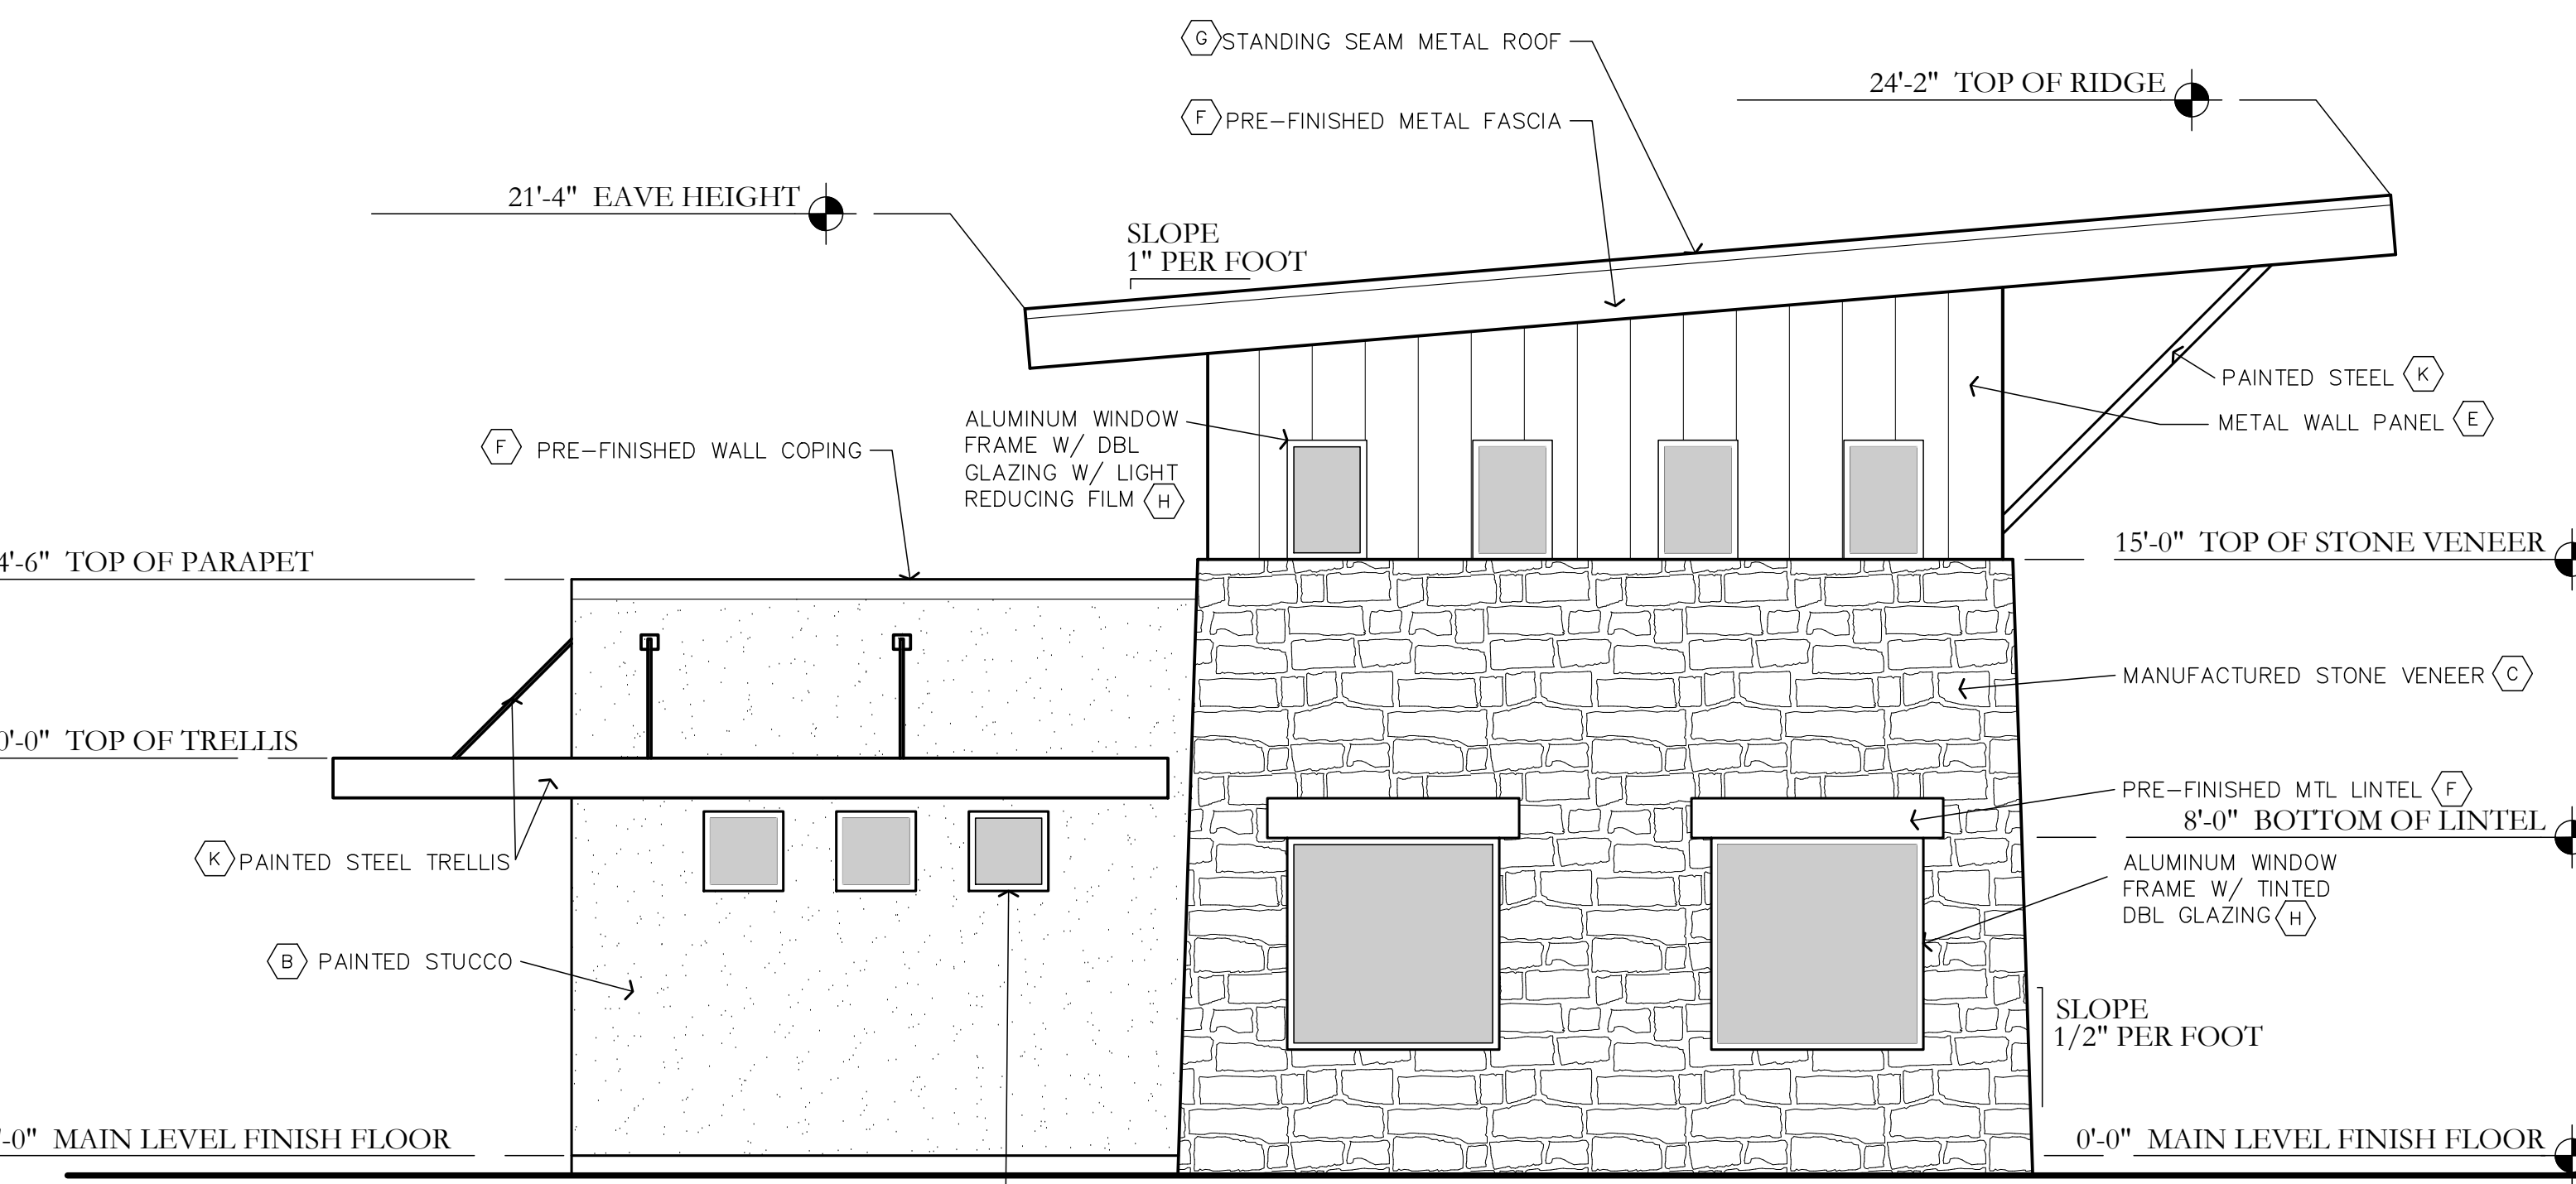 G STANDING SEAM METAL ROOF
24'-2" TOP OF RIDGE
F PRE-FINISHED METAL FASCIA
21'-4" EAVE HEIGHT
SLOPE
1" PER FOOT
PAINTED STEEL K
METAL WALL PANEL E
ALUMINUM WINDOW
FRAME W/ DBL
GLAZING W/ LIGHT
REDUCING FILM H
F PRE-FINISHED WALL COPING
4'-6" TOP OF PARAPET
15'-0" TOP OF STONE VENEER
MANUFACTURED STONE VENEER C
0'-0" TOP OF TRELLIS
PRE-FINISHED MTL LINTEL F
8'-0" BOTTOM OF LINTEL
K PAINTED STEEL TRELLIS
ALUMINUM WINDOW
FRAME W/ TINTED
DBL GLAZING H
B PAINTED STUCCO
SLOPE
1/2" PER FOOT
'-0" MAIN LEVEL FINISH FLOOR
0'-0" MAIN LEVEL FINISH FLOOR